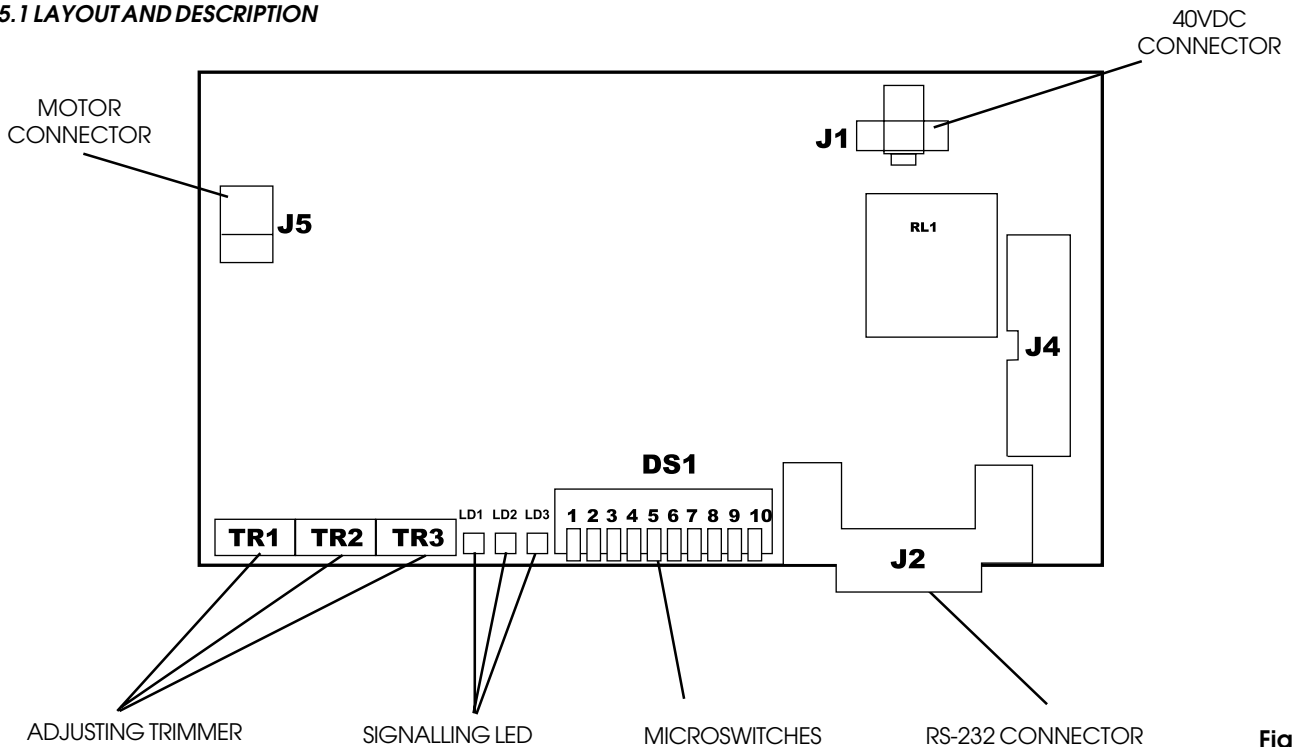 5.1 LAYOUT AND DESCRIPTION
40VDC
CONNECTOR
MOTOR
CONNECTOR
J1
J5
RL1
J4
DS1
LD1 LD2 LD3
1 2 3 4 5 6 7 8 9 10
TR1 TR2 TR3
J2
ADJUSTING TRIMMER
SIGNALLING LED
MICROSWITCHES
RS-232 CONNECTOR
Fig